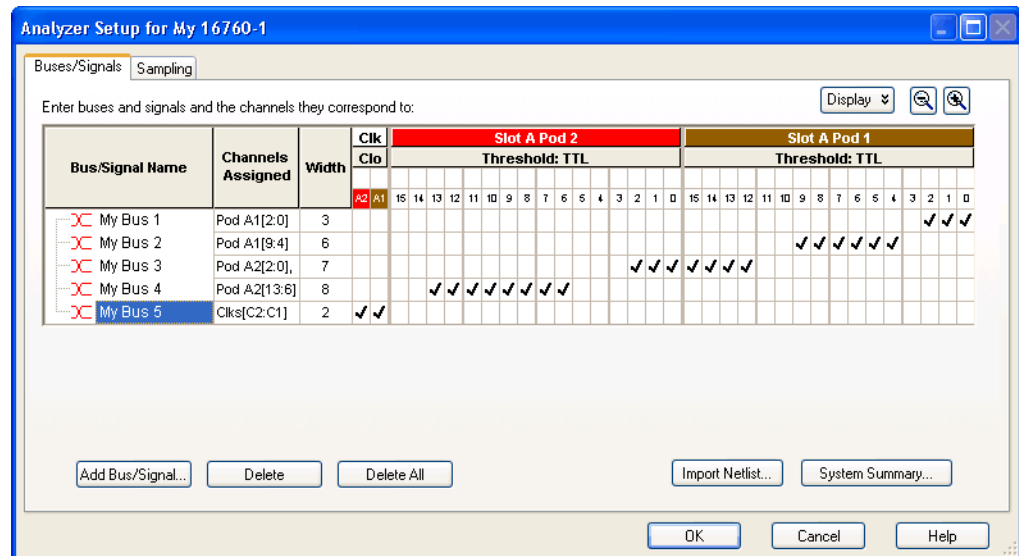 Analyzer Setup for My 16760-1
Buses/Signals Sampling
Enter buses and signals and the channels they correspond to:
Display
Bus/Signal Name Channels Assigned Width Clk Slot A Pod 2 Slot A Pod 1
Clo Threshold: TTL Threshold: TTL
A2 A1 15 14 13 12 11 10 9 8 7 6 5 4 3 2 1 0 15 14 13 12 11 10 9 8 7 6 5 4 3 2 1 0
My Bus 1 Pod A1[2:0] 3
My Bus 2 Pod A1[9:4] 6
My Bus 3 Pod A2[2:0], 7
My Bus 4 Pod A2[13:6] 8
My Bus 5 Clks[C2:C1] 2
Add Bus/Signal... Delete Delete All Import Netlist... System Summary...
OK Cancel Help